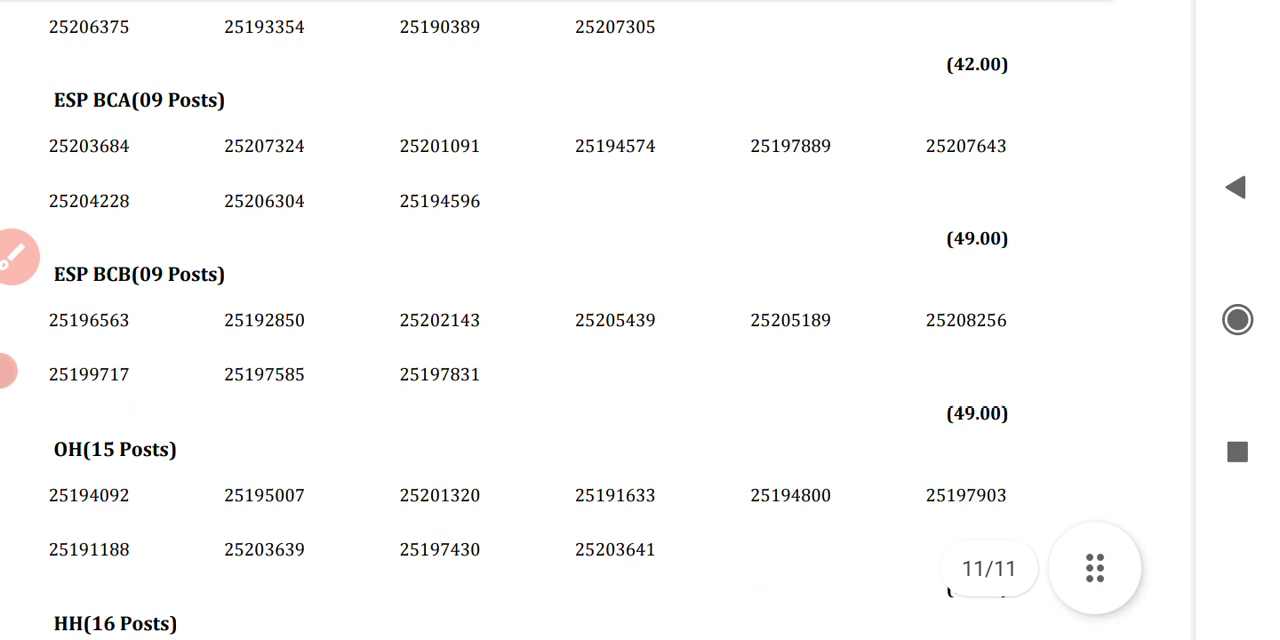 25206375 25193354 25190389 25207305
(42.00)
ESP BCA(09 Posts)
25203684 25207324 25201091 25194574 25197889 25207643
25204228 25206304 25194596
(49.00)
ESP BCB(09 Posts)
25196563 25192850 25202143 25205439 25205189 25208256
25199717 25197585 25197831
(49.00)
OH(15 Posts)
25194092 25195007 25201320 25191633 25194800 25197903
25191188 25203639 25197430 25203641
11/11
HH(16 Posts)